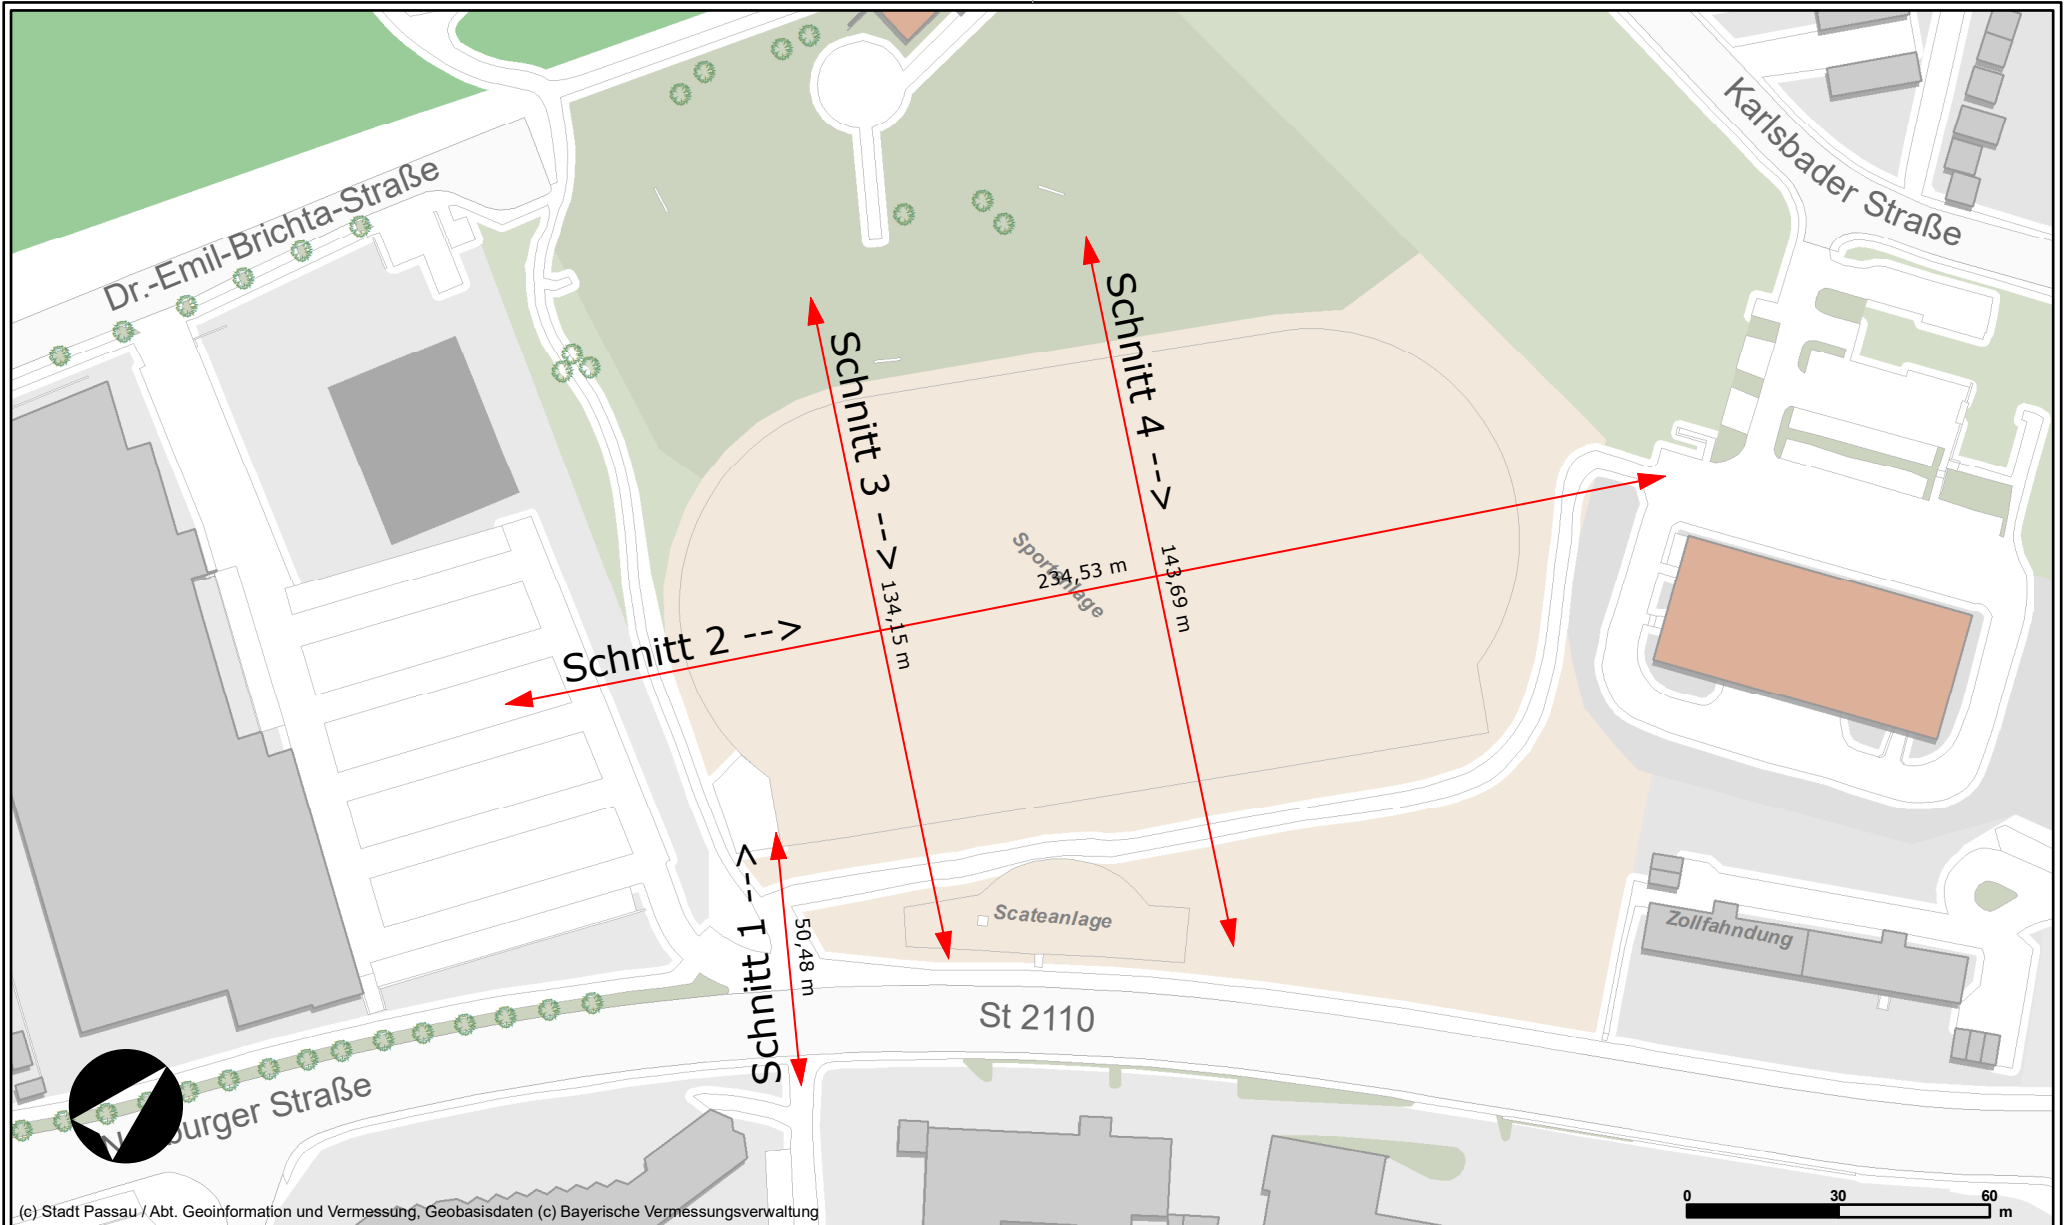 Karlsbader Straße
Dr.-Emil-Brichta-Straße
Schnitt 4 --->
Schnitt 3 --->
Sportanlage
234,53 m
143,69 m
134,15 m
Schnitt 2 -->
Schnitt 1 --->
50,48 m
Scateanlage
Zollfahndung
St 2110
Straße
0 30 60
m
(c) Stadt Passau / Abt. Geoinformation und Vermessung, Geobasisdaten (c) Bayerische Vermessungsverwaltung